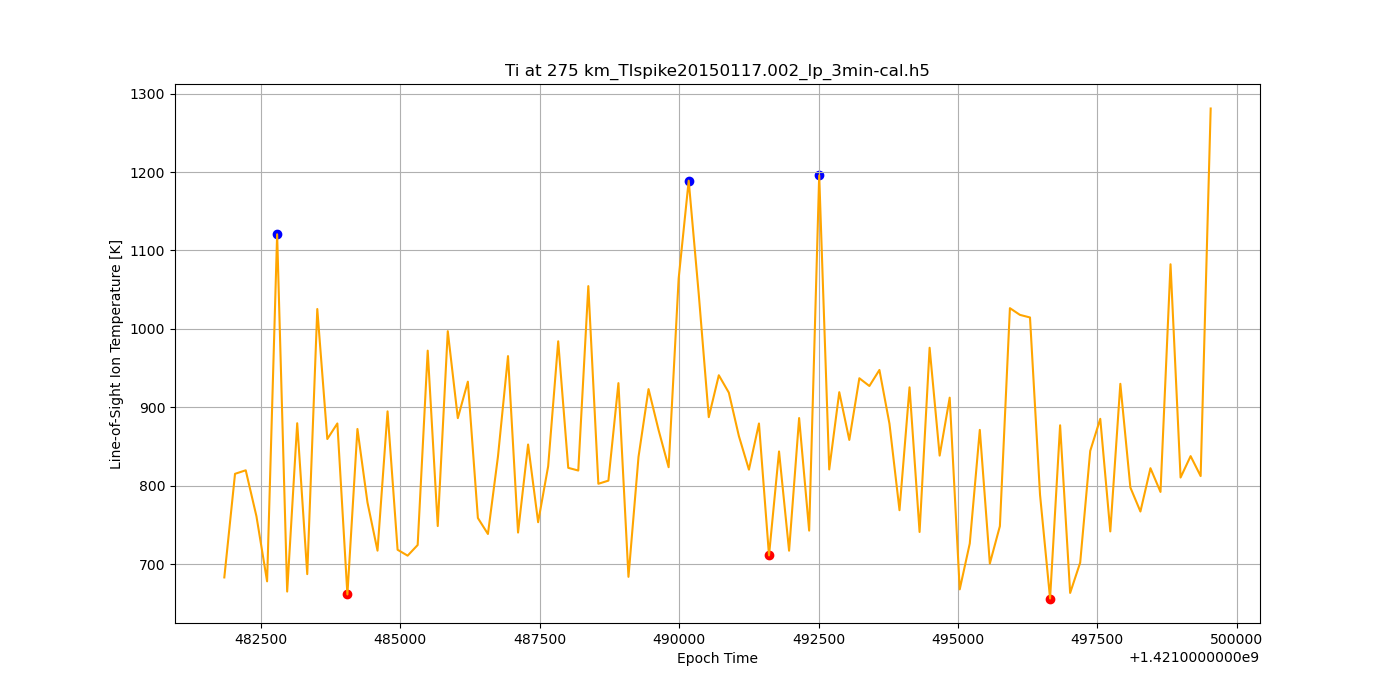 Ti at 275 km_TIspike20150117.002_lp_3min-cal.h5
Line-of-Sight Ion Temperature [K]
1300
1200
1100
1000
900
800
700
482500 485000 487500 490000 492500 495000 497500 500000
Epoch Time
+1.4210000000e9